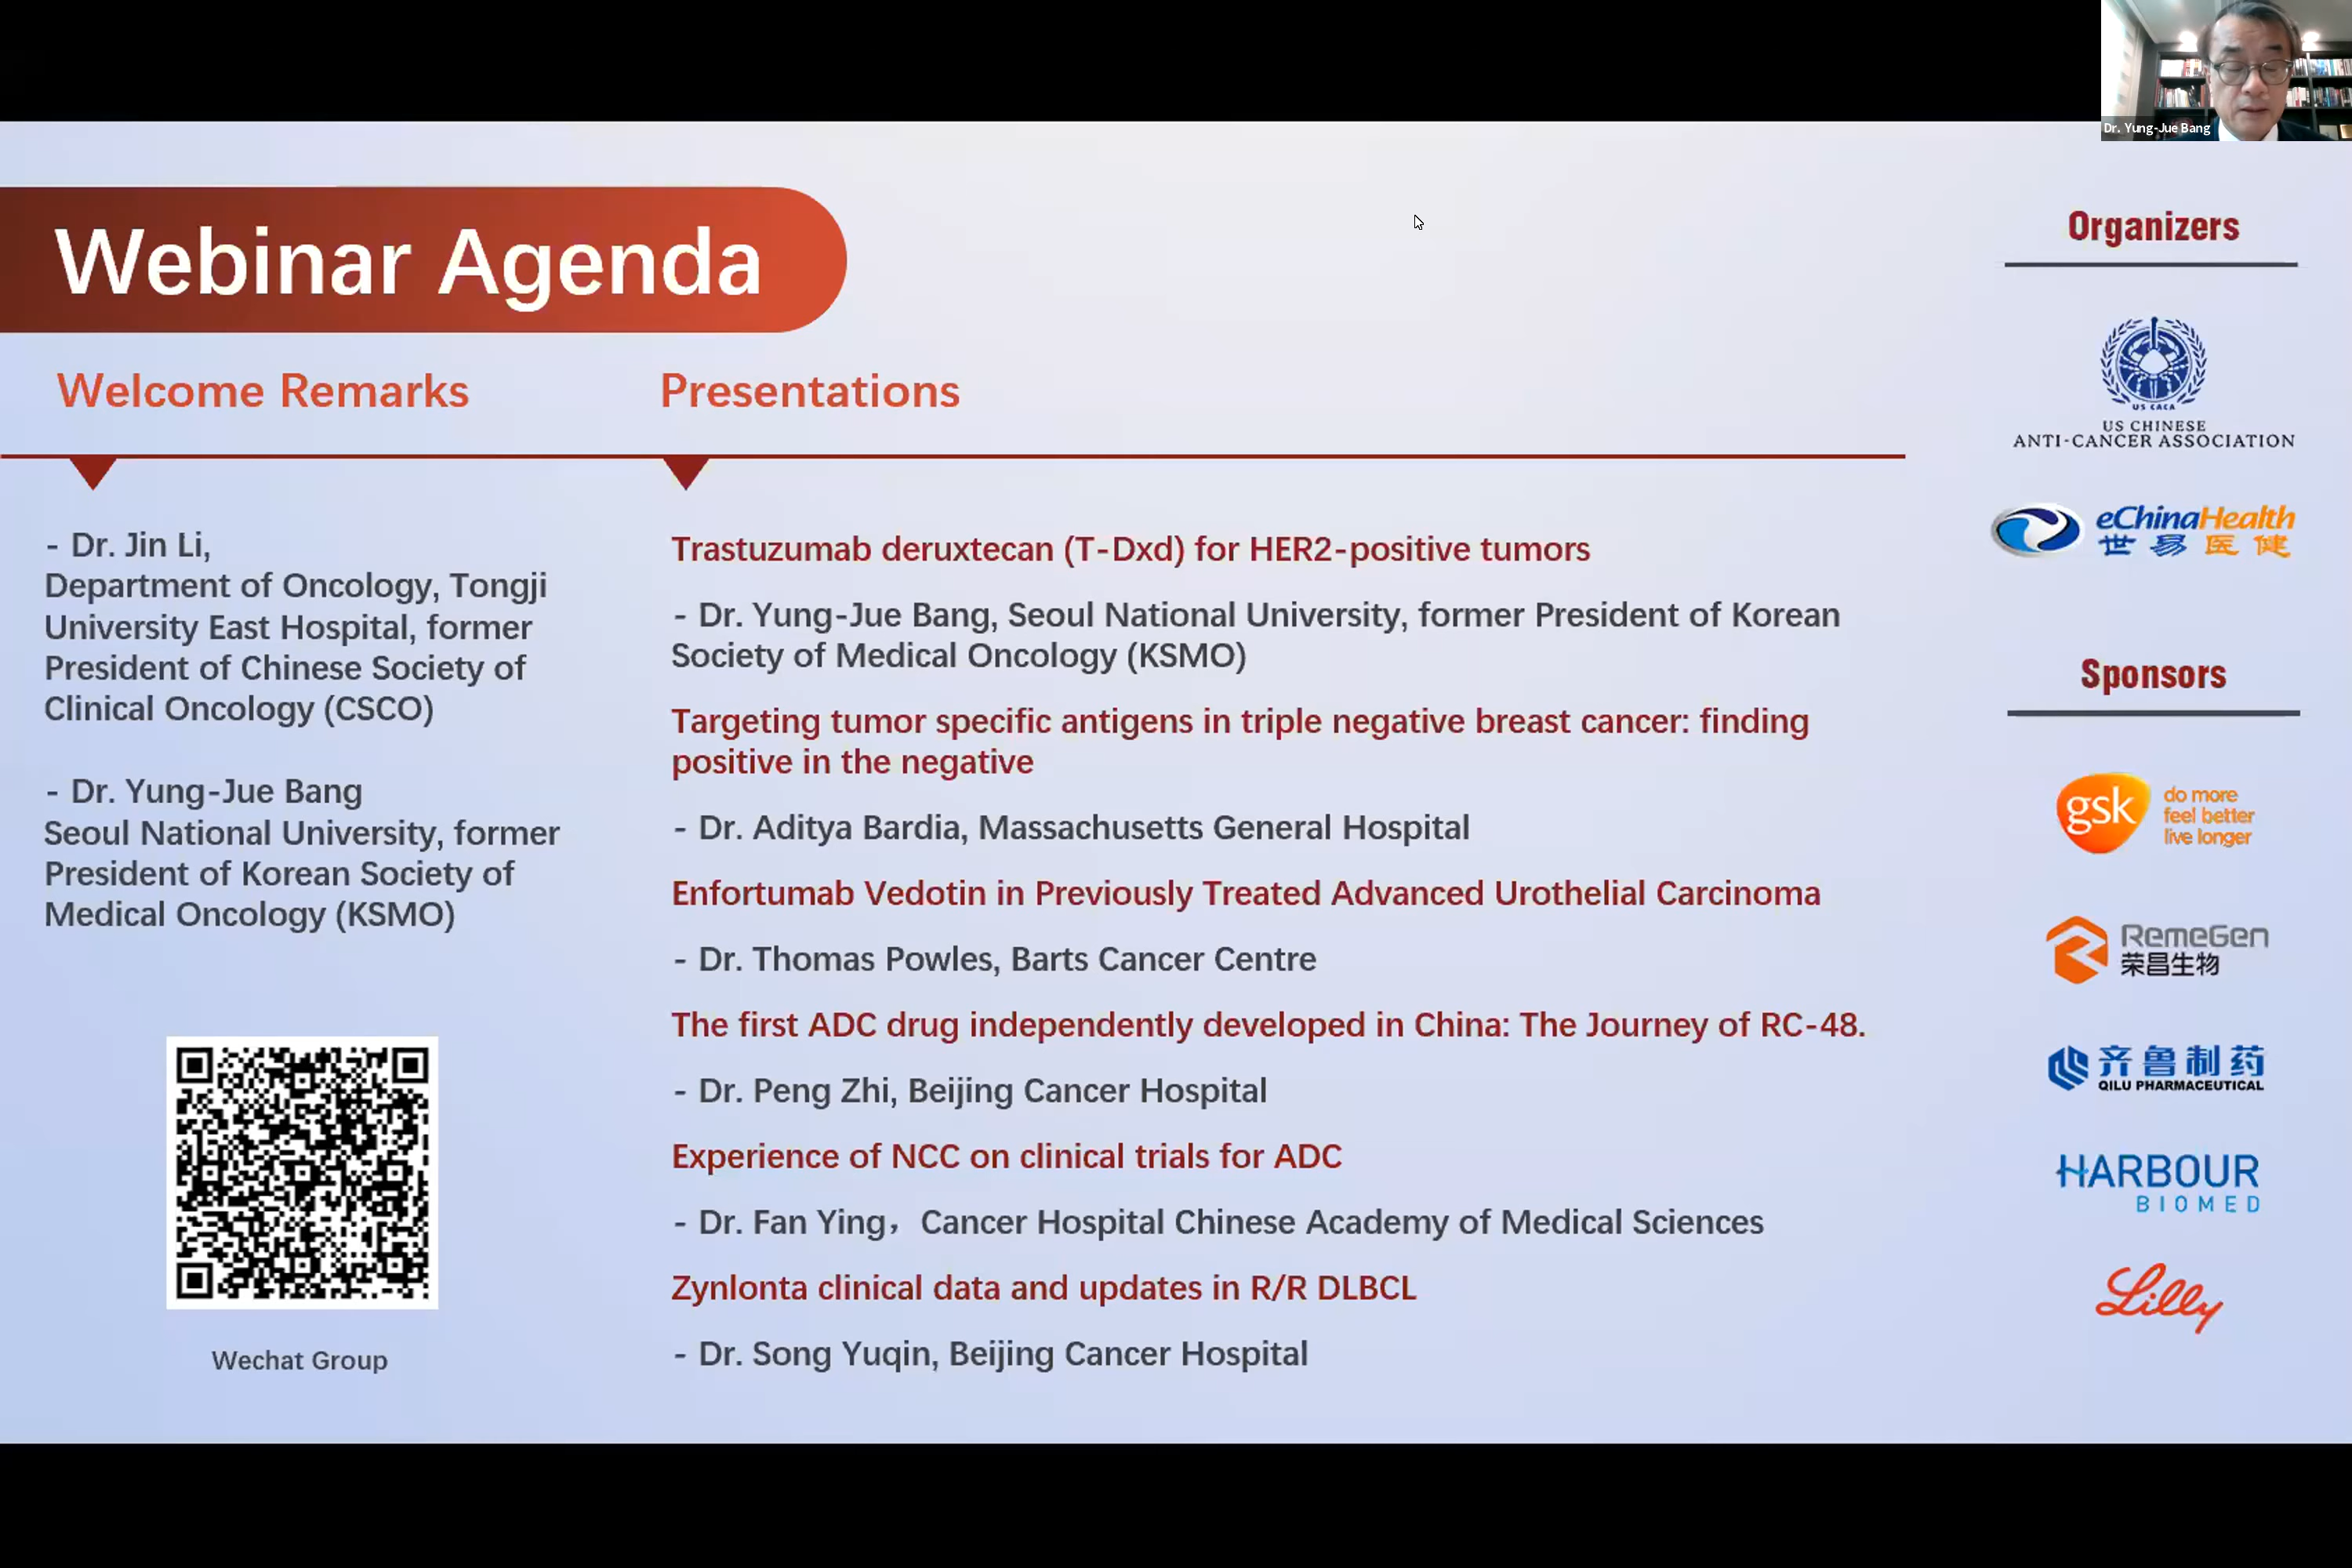 Dr. Yung-Jue Bang
Webinar Agenda
Welcome Remarks
- Dr. Jin Li,
Department of Oncology, Tongji
University East Hospital, former
President of Chinese Society of
Clinical Oncology (CSCO)
- Dr. Yung-Jue Bang
Seoul National University, former
President of Korean Society of
Medical Oncology (KSMO)
Wechat Group
Presentations
Trastuzumab deruxtecan (T-Dxd) for HER2-positive tumors
- Dr. Yung-Jue Bang, Seoul National University, former President of Korean
Society of Medical Oncology (KSMO)
Targeting tumor specific antigens in triple negative breast cancer: finding
positive in the negative
- Dr. Aditya Bardia, Massachusetts General Hospital
Enfortumab Vedotin in Previously Treated Advanced Urothelial Carcinoma
- Dr. Thomas Powles, Barts Cancer Centre
The first ADC drug independently developed in China: The Journey of RC-48.
- Dr. Peng Zhi, Beijing Cancer Hospital
Experience of NCC on clinical trials for ADC
- Dr. Fan Ying，Cancer Hospital Chinese Academy of Medical Sciences
Zynlonta clinical data and updates in R/R DLBCL
- Dr. Song Yuqin, Beijing Cancer Hospital
Organizers
US CACA
US CHINESE
ANTI-CANCER ASSOCIATION
eChinaHealth
世易医健
Sponsors
gsk
do more
feel better
live longer
RemeGen
荣昌生物
齐鲁制药
QILU PHARMACEUTICAL
HARBOUR
BIOMED
Lilly